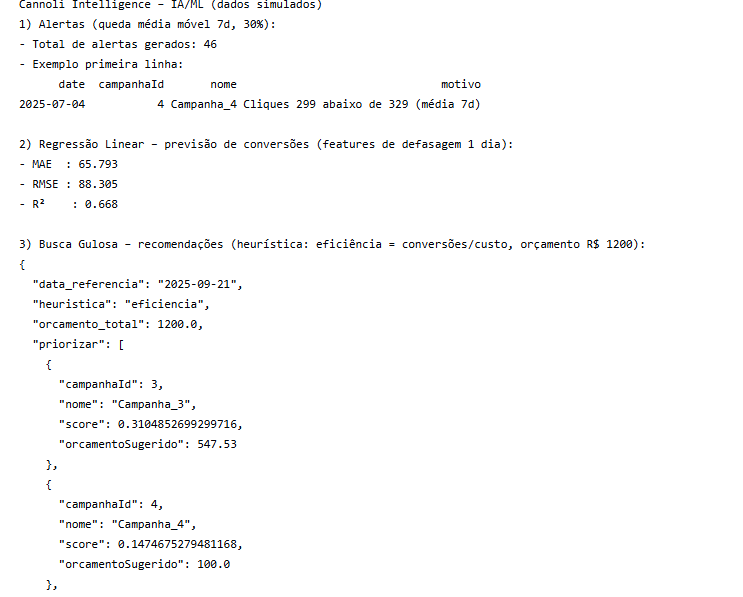 Cannoli Intelligence – IA/ML (dados simulados)
1) Alertas (queda média móvel 7d, 30%):
- Total de alertas gerados: 46
- Exemplo primeira linha:
      date  campanhaId       nome                               motivo
2025-07-04           4 Campanha_4 Cliques 299 abaixo de 329 (média 7d)
2) Regressão Linear – previsão de conversões (features de defasagem 1 dia):
- MAE  : 65.793
- RMSE : 88.305
- R²    : 0.668
3) Busca Gulosa – recomendações (heurística: eficiência = conversões/custo, orçamento R$ 1200):
{
  "data_referencia": "2025-09-21",
  "heuristica": "eficiencia",
  "orcamento_total": 1200.0,
  "priorizar": [
    {
      "campanhaId": 3,
      "nome": "Campanha_3",
      "score": 0.3104852699299716,
      "orcamentoSugerido": 547.53
    },
    {
      "campanhaId": 4,
      "nome": "Campanha_4",
      "score": 0.1474675279481168,
      "orcamentoSugerido": 100.0
    },